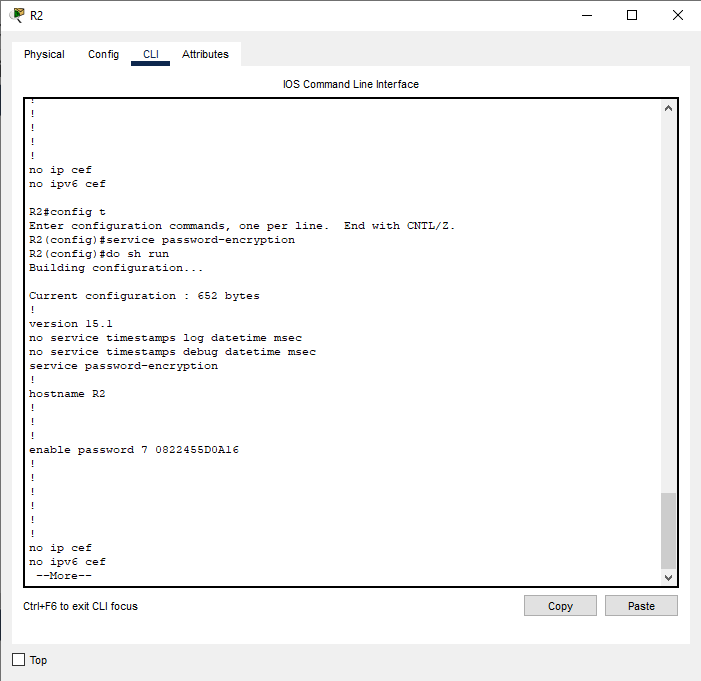 R2
Physical Config CLI Attributes
IOS Command Line Interface
!
!
!
!
!
no ip cef
no ipv6 cef
R2#config t
Enter configuration commands, one per line.  End with CNTL/Z.
R2(config)#service password-encryption
R2(config)#do sh run
Building configuration...
Current configuration : 652 bytes
!
version 15.1
no service timestamps log datetime msec
no service timestamps debug datetime msec
service password-encryption
!
hostname R2
!
!
!
enable password 7 0822455D0A16
!
!
!
!
!
!
no ip cef
no ipv6 cef
--More--
Ctrl+F6 to exit CLI focus
Copy Paste
Top